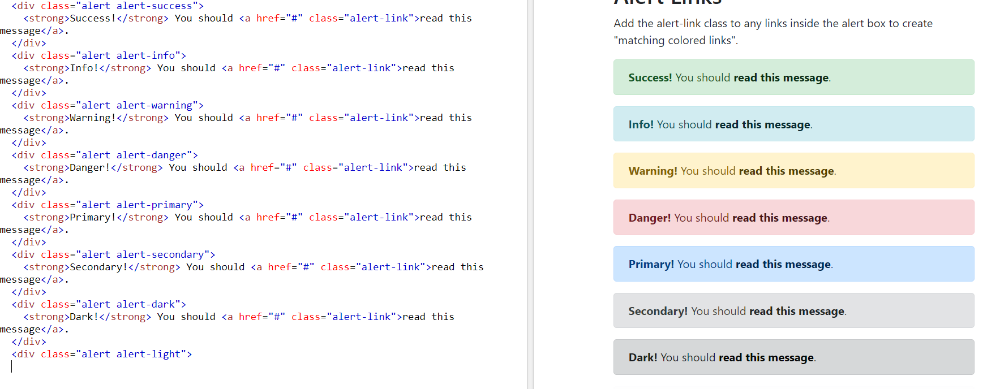 <div class="alert alert-success">
<strong>Success!</strong> You should <a href="#" class="alert-link">read this
message</a>.
</div>
<div class="alert alert-info">
<strong>Info!</strong> You should <a href="#" class="alert-link">read this
message</a>.
</div>
<div class="alert alert-warning">
<strong>Warning!</strong> You should <a href="#" class="alert-link">read this
message</a>.
</div>
<div class="alert alert-danger">
<strong>Danger!</strong> You should <a href="#" class="alert-link">read this
message</a>.
</div>
<div class="alert alert-primary">
<strong>Primary!</strong> You should <a href="#" class="alert-link">read this
message</a>.
</div>
<div class="alert alert-secondary">
<strong>Secondary!</strong> You should <a href="#" class="alert-link">read this
message</a>.
</div>
<div class="alert alert-dark">
<strong>Dark!</strong> You should <a href="#" class="alert-link">read this
message</a>.
</div>
<div class="alert alert-light">
Alert Links
Add the alert-link class to any links inside the alert box to create
"matching colored links".
Success! You should read this message.
Info! You should read this message.
Warning! You should read this message.
Danger! You should read this message.
Primary! You should read this message.
Secondary! You should read this message.
Dark! You should read this message.